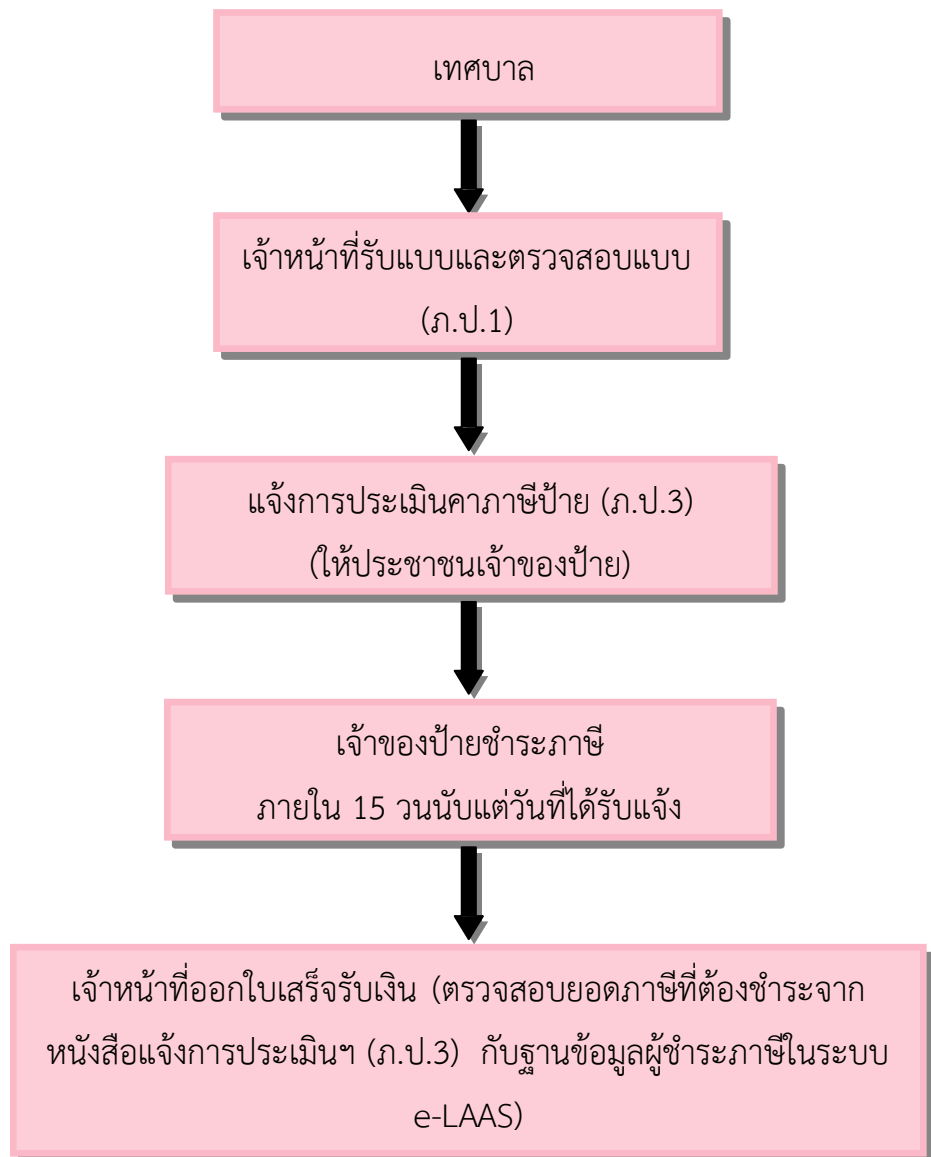 เทศบาล
เจ้าหน้าที่รับแบบและตรวจสอบแบบ
(ภ.ป.1)
แจ้งการประเมินคาภาษีป้าย (ภ.ป.3)
(ให้ประชาชนเจ้าของป้าย)
เจ้าของป้ายชำระภาษี
ภายใน 15 วนนับแต่วันที่ได้รับแจ้ง
เจ้าหน้าที่ออกใบเสร็จรับเงิน (ตรวจสอบยอดภาษีที่ต้องชำระจาก
หนังสือแจ้งการประเมินฯ (ภ.ป.3) กับฐานข้อมูลผู้ชำระภาษีในระบบ
e-LAAS)